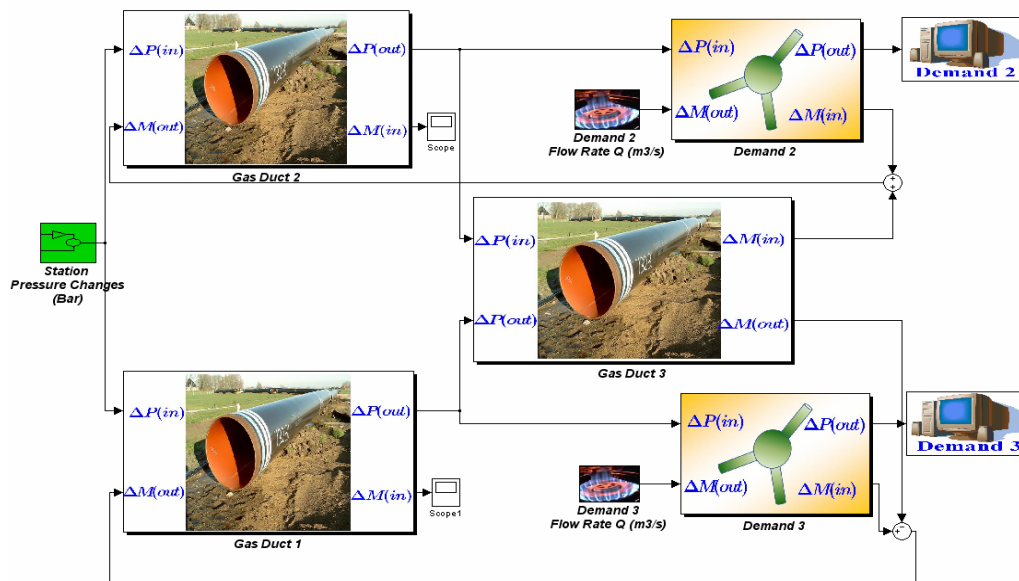 ΔP(in)
ΔP(out)
ΔM(out)
ΔM(in)
Gas Duct 2
Scope
ΔP(in)
ΔP(out)
ΔM(out)
ΔM(in)
Demand 2
Demand 2
Flow Rate Q (m3/s)
Demand 2
+
+
Station
Pressure Changes
(Bar)
ΔP(in)
ΔM(in)
ΔP(out)
ΔM(out)
Gas Duct 3
ΔP(in)
ΔP(out)
ΔM(out)
ΔM(in)
Gas Duct 1
Scope1
ΔP(in)
ΔP(out)
ΔM(out)
ΔM(in)
Demand 3
Demand 3
Flow Rate Q (m3/s)
Demand 3
+
−